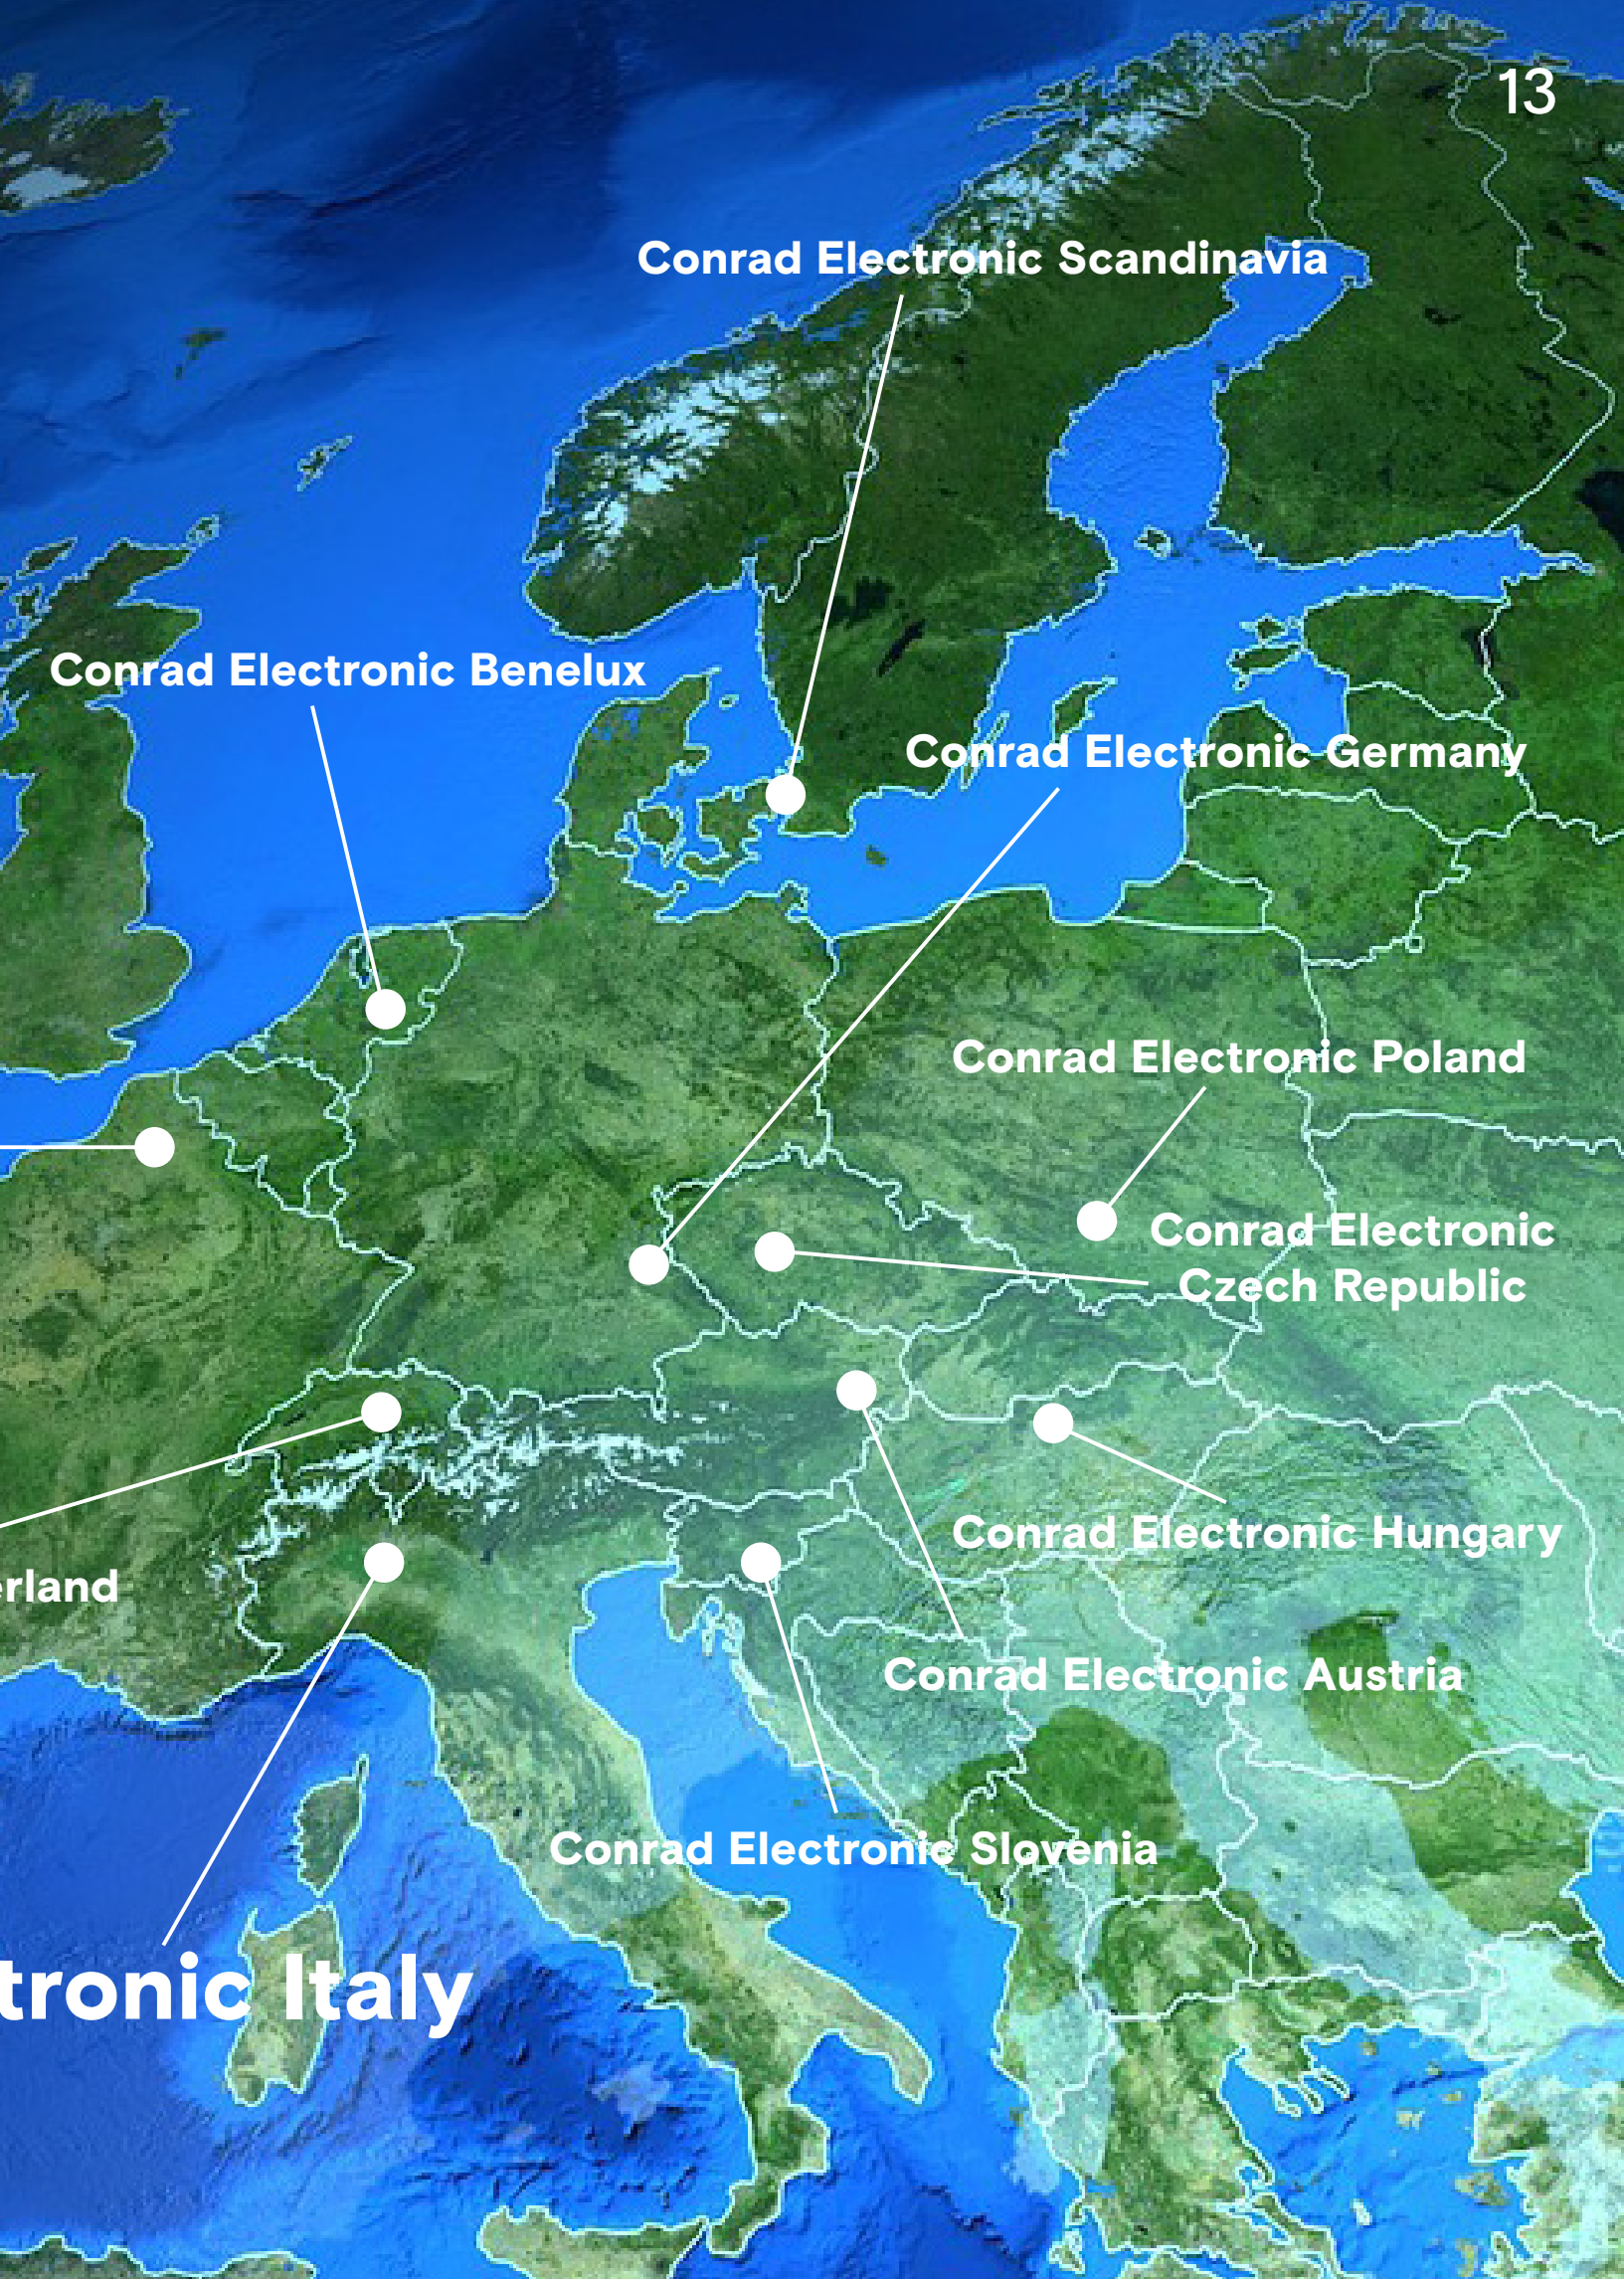 13
Conrad Electronic Scandinavia
Conrad Electronic Benelux
Conrad Electronic Germany
Conrad Electronic Poland
Conrad Electronic
Czech Republic
Conrad Electronic Hungary
erland
Conrad Electronic Austria
Conrad Electronic Slovenia
tronic Italy